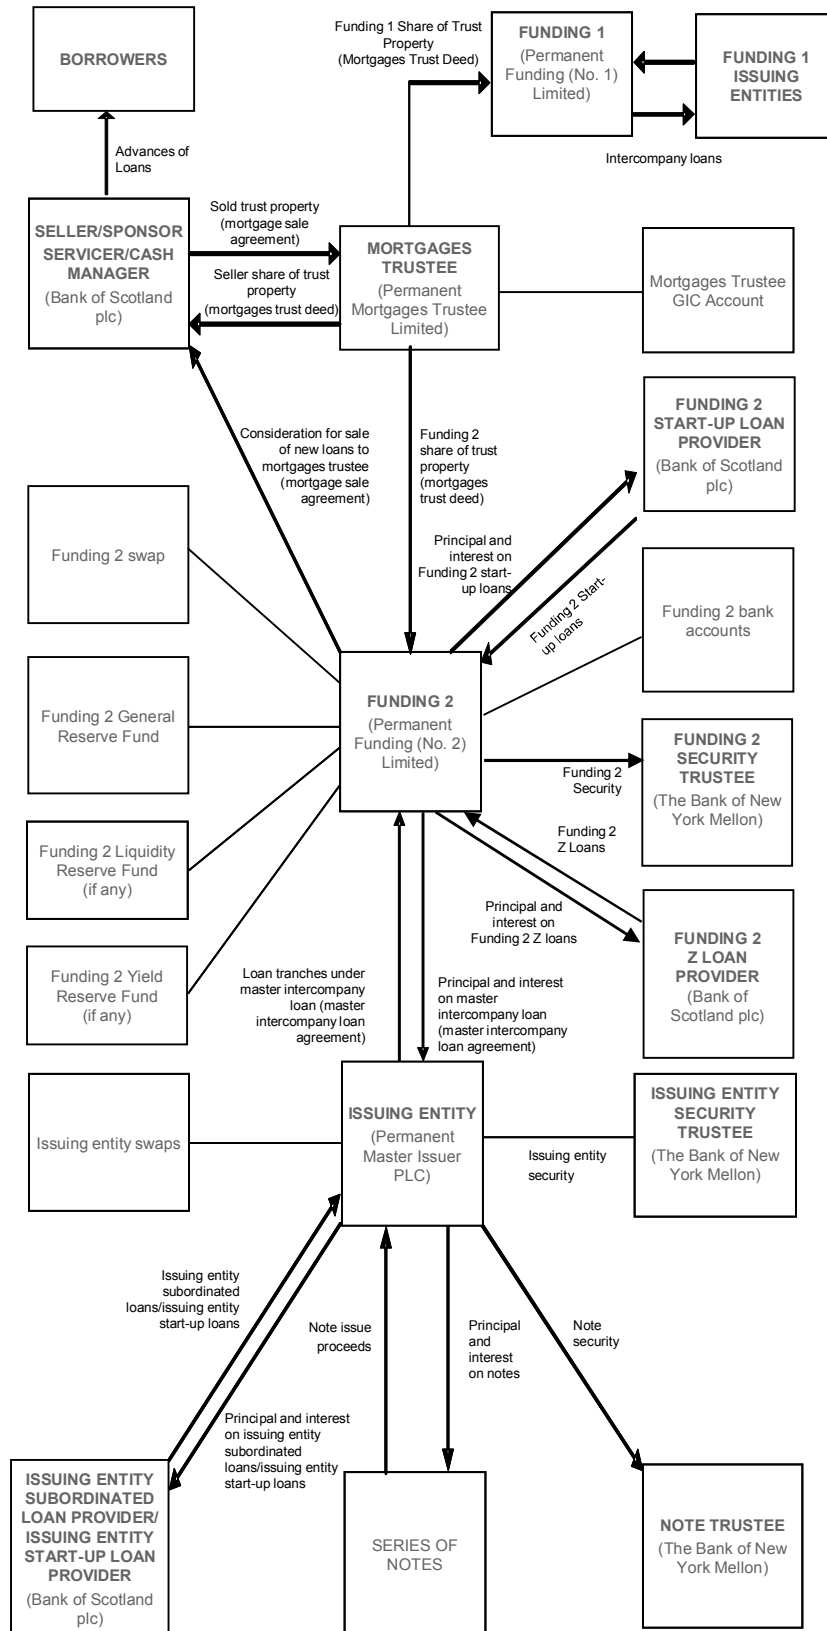 Funding 1 Share of Trust
Property
(Mortgages Trust Deed)
BORROWERS
FUNDING 1
(Permanent
Funding (No. 1)
Limited)
FUNDING 1
ISSUING
ENTITIES
Advances of
Loans
Intercompany loans
SELLER/SPONSOR
SERVICER/CASH
MANAGER
(Bank of Scotland
plc)
Sold trust property
(mortgage sale
agreement)
Seller share of trust
property
(mortgages trust deed)
MORTGAGES
TRUSTEE
(Permanent
Mortgages Trustee
Limited)
Mortgages Trustee
GIC Account
Consideration for sale
of new loans to
mortgages trustee
(mortgage sale
agreement)
Funding 2
share of trust
property
(mortgages
trust deed)
FUNDING 2
START-UP LOAN
PROVIDER
(Bank of Scotland
plc)
Principal and
interest on
Funding 2 start-
up loans
Funding 2 Start-
up loans
Funding 2 swap
Funding 2 bank
accounts
Funding 2 General
Reserve Fund
FUNDING 2
(Permanent
Funding (No. 2)
Limited)
Funding 2
Security
FUNDING 2
SECURITY
TRUSTEE
(The Bank of New
York Mellon)
Funding 2
Z Loans
Funding 2 Liquidity
Reserve Fund
(if any)
Principal and
interest on
Funding 2 Z loans
FUNDING 2
Z LOAN
PROVIDER
(Bank of
Scotland plc)
Funding 2 Yield
Reserve Fund
(if any)
Loan tranches under
master intercompany
loan (master
intercompany loan
agreement)
Principal and interest
on master
intercompany loan
(master intercompany
loan agreement)
Issuing entity swaps
ISSUING ENTITY
(Permanent
Master Issuer
PLC)
Issuing entity
security
ISSUING ENTITY
SECURITY
TRUSTEE
(The Bank of New
York Mellon)
Issuing entity
subordinated
loans/issuing entity
start-up loans
Note issue
proceeds
Principal
and
interest
on notes
Note
security
Principal and interest
on issuing entity
subordinated
loans/issuing entity
start-up loans
ISSUING ENTITY
SUBORDINATED
LOAN PROVIDER/
ISSUING ENTITY
START-UP LOAN
PROVIDER
(Bank of Scotland
plc)
SERIES OF
NOTES
NOTE TRUSTEE
(The Bank of New
York Mellon)